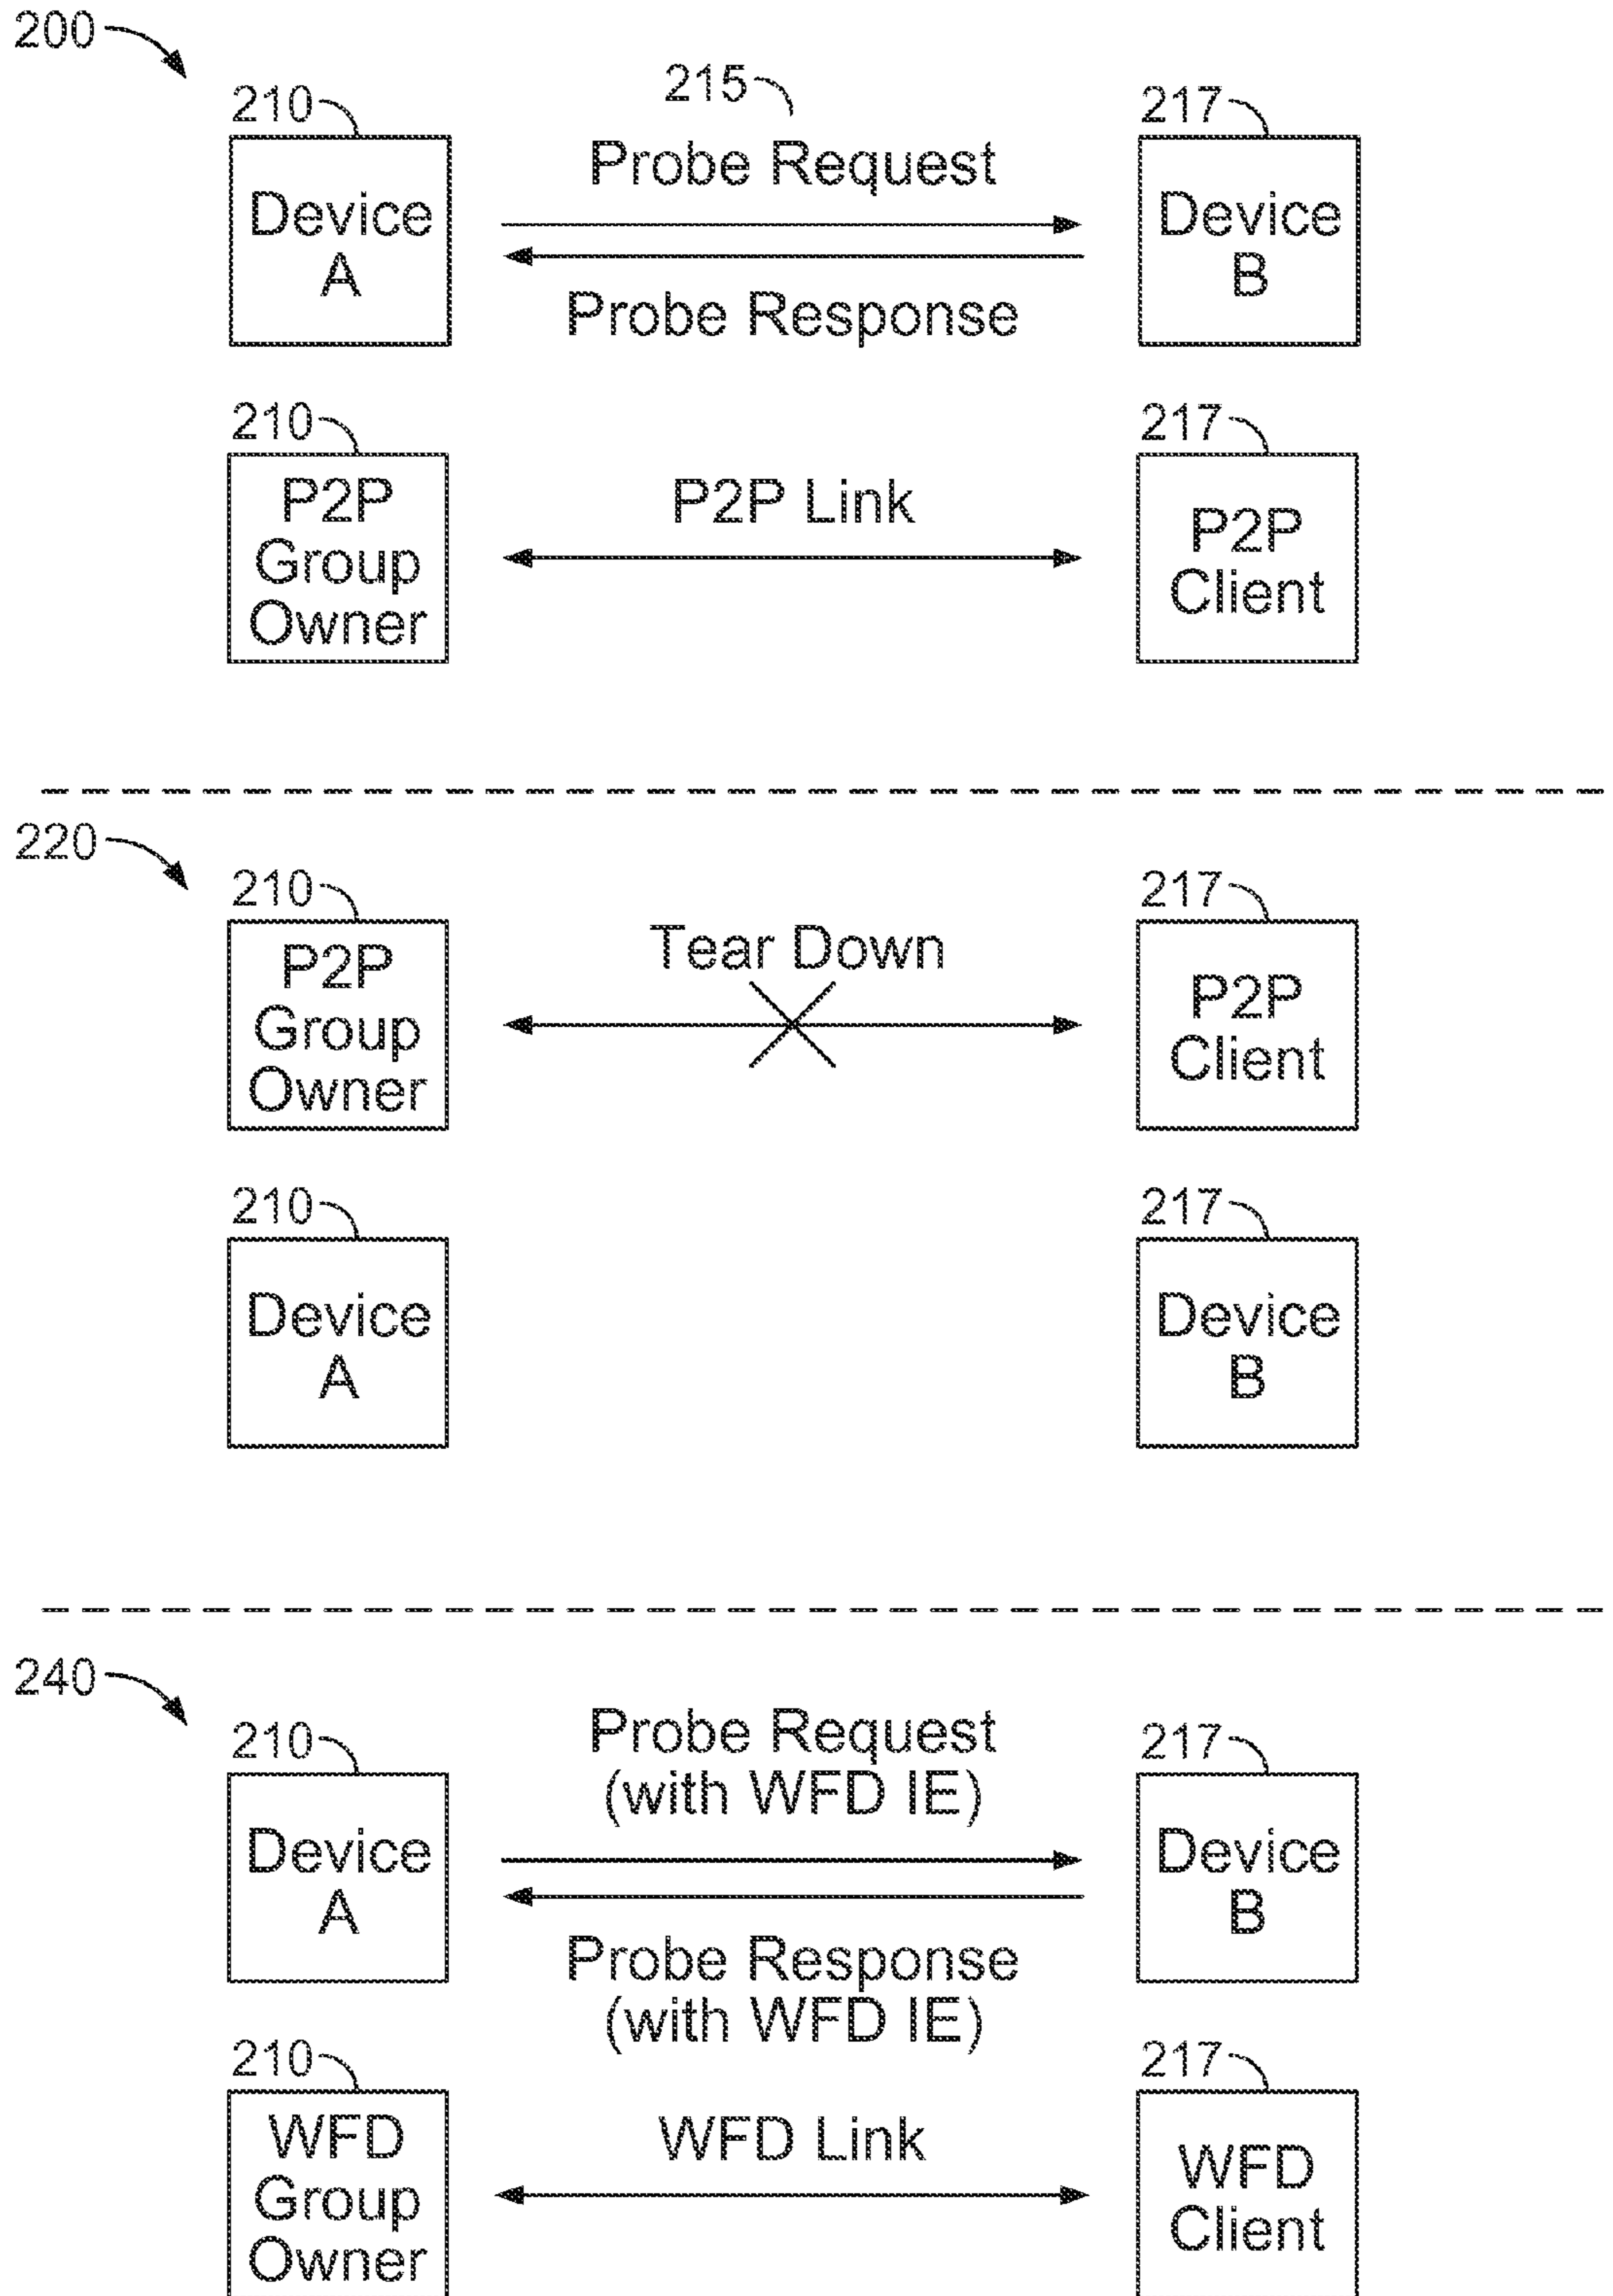 200
210
215
217
Device
A
Probe Request
Probe Response
Device
B
210
217
P2P
Group
Owner
P2P Link
P2P
Client
220
210
217
P2P
Group
Owner
Tear Down
P2P
Client
210
217
Device
A
Device
B
240
210
217
Device
A
Probe Request
(with WFD IE)
Probe Response
(with WFD IE)
Device
B
210
217
WFD
Group
Owner
WFD Link
WFD
Client